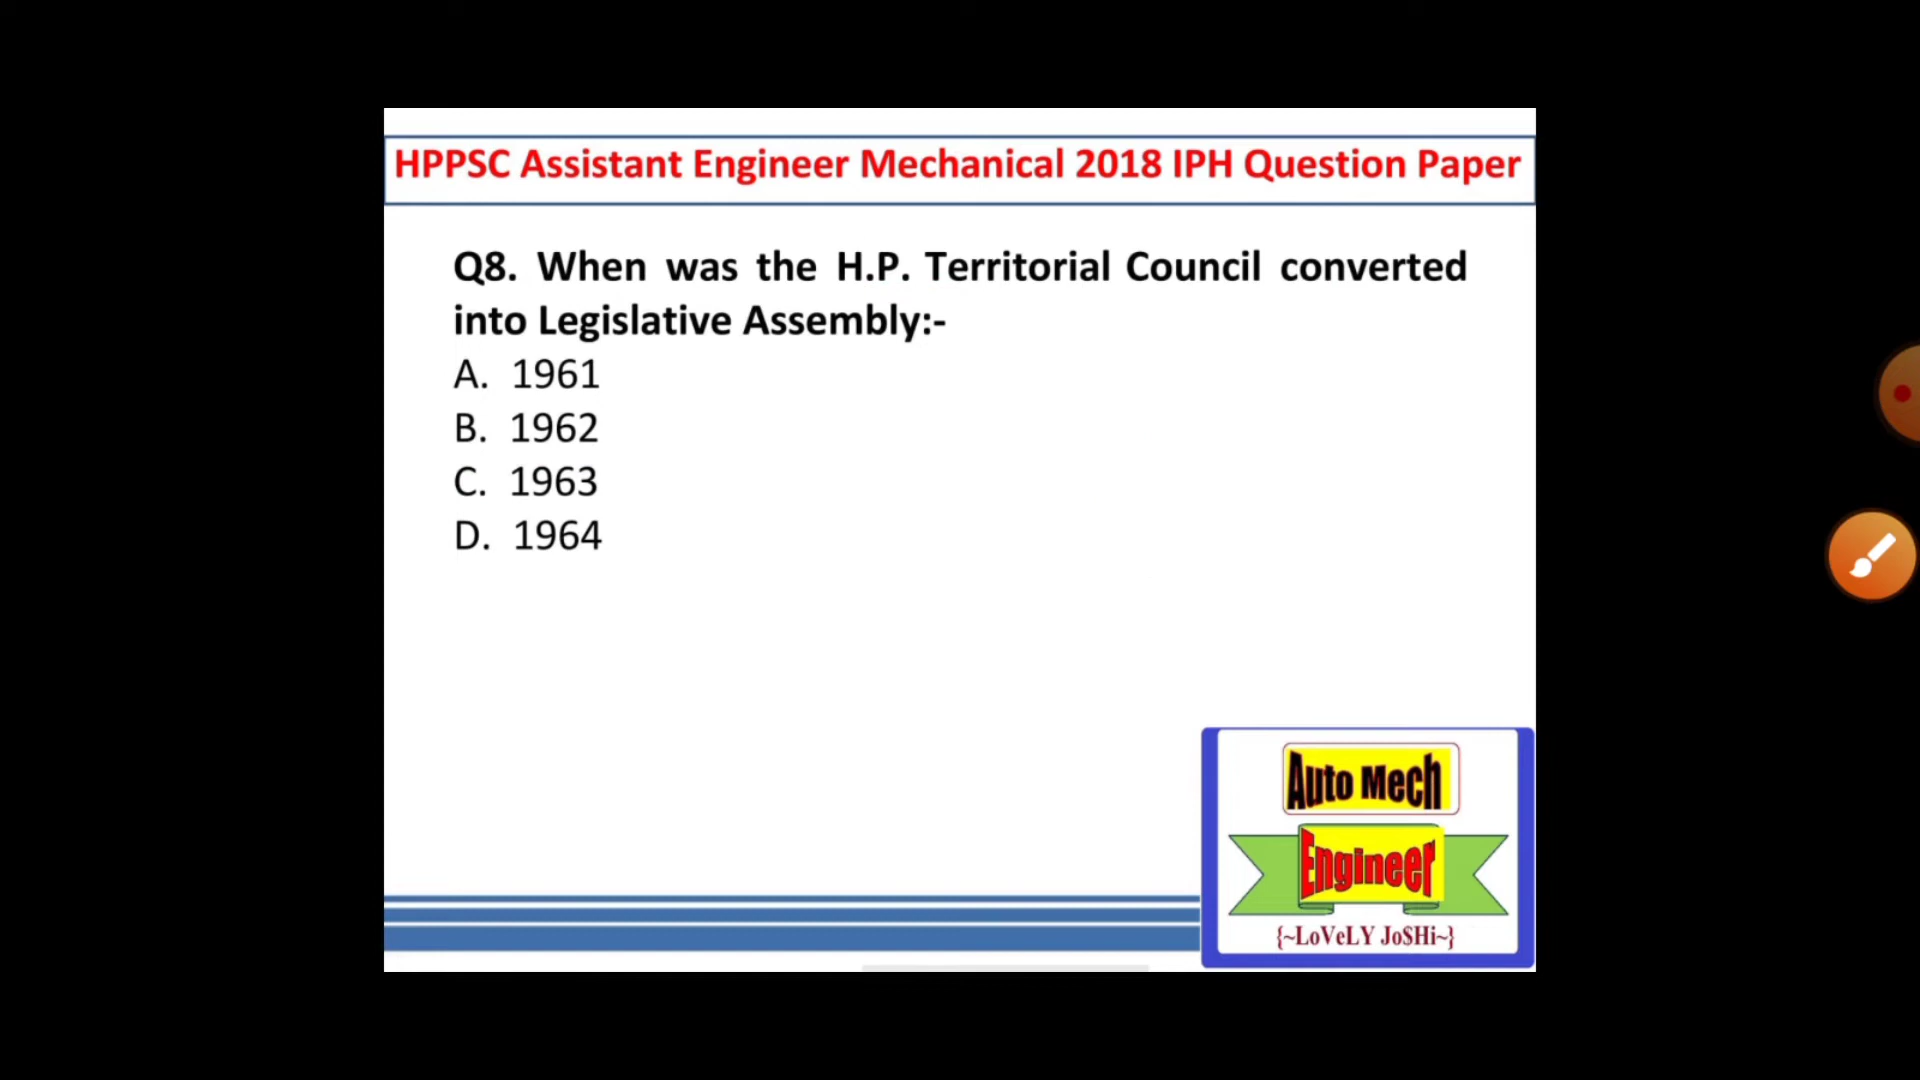 HPPSC Assistant Engineer Mechanical 2018 IPH Question Paper
Q8. When was the H.P. Territorial Council converted
into Legislative Assembly:-
A. 1961
B. 1962
C. 1963
D. 1964
Auto Mech
Engineer
{~LoVeLY JoSHi~}